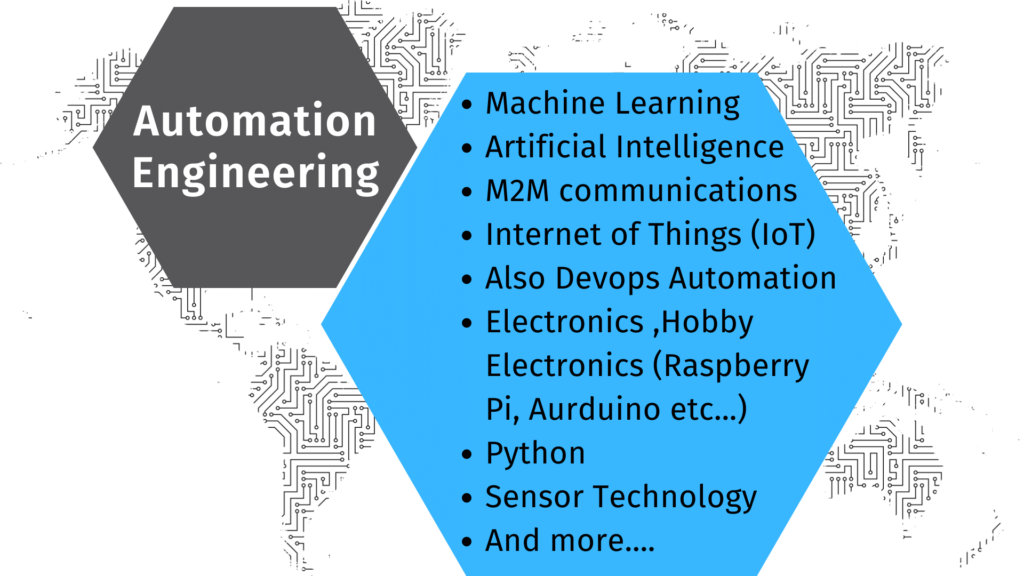 Automation
Engineering
• Machine Learning
• Artificial Intelligence
• M2M communications
• Internet of Things (IoT)
• Also Devops Automation
• Electronics ,Hobby
Electronics (Raspberry
Pi, Aurduino etc...)
• Python
• Sensor Technology
• And more....